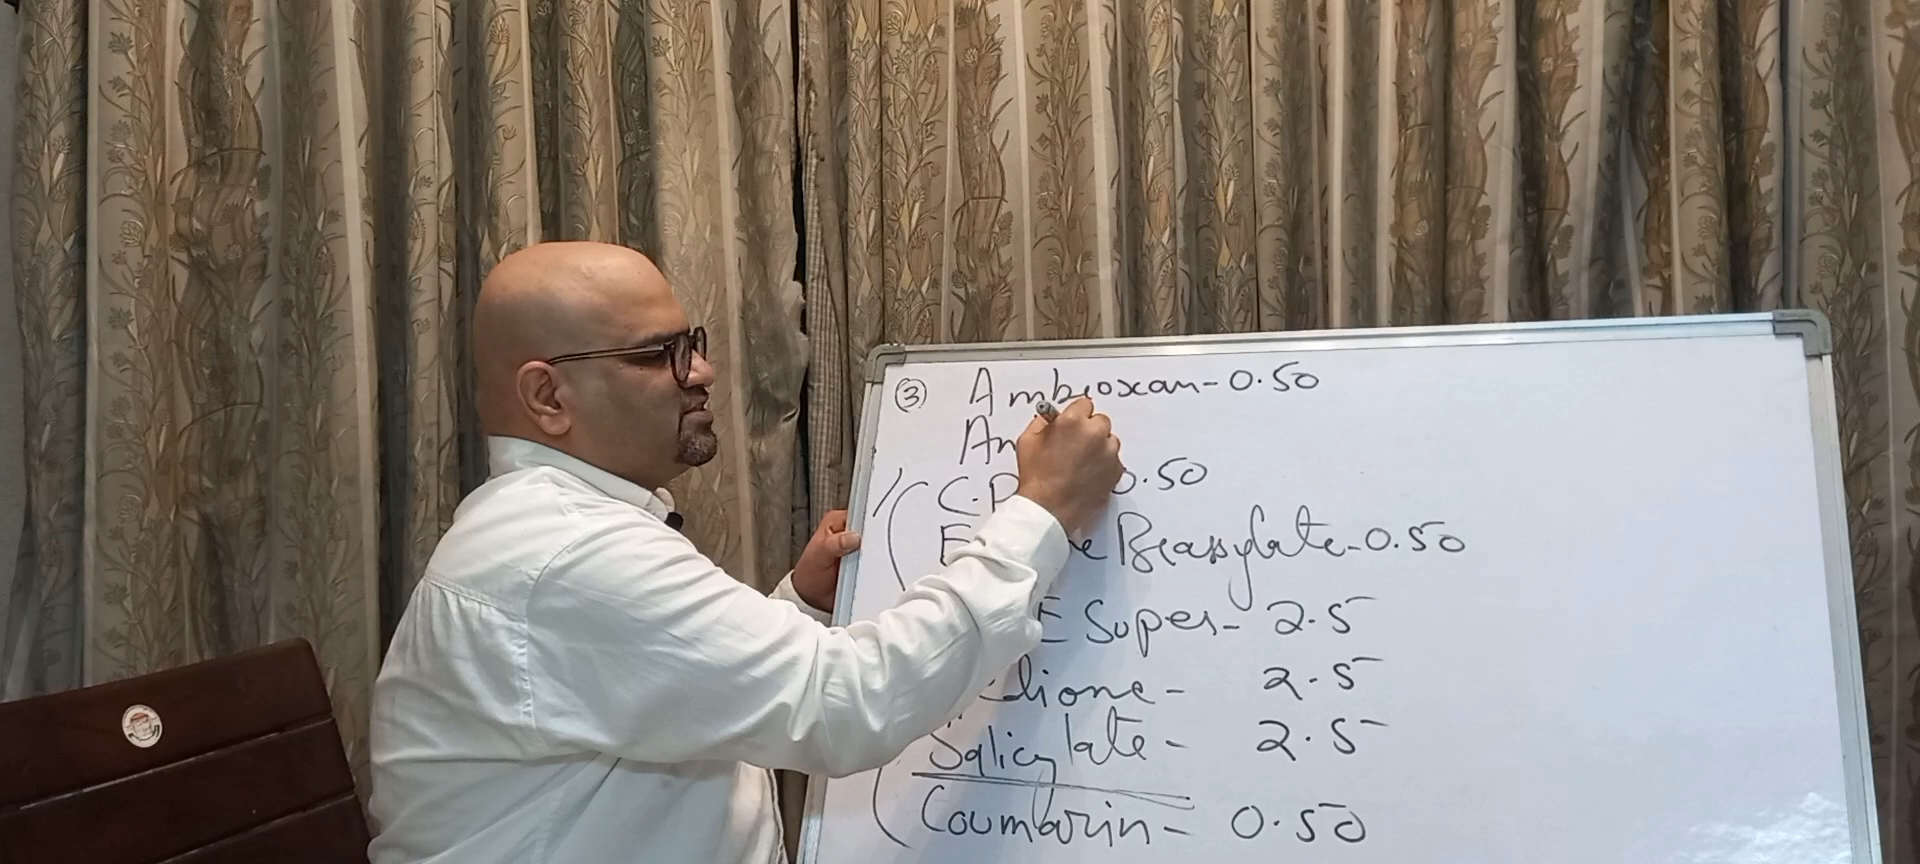 ③ Ambroxan - 0.50
An
C.P 0.50
E e Brassylate - 0.50
E Super - 2.5
dione - 2.5
Salicylate - 2.5
Coumarin - 0.50